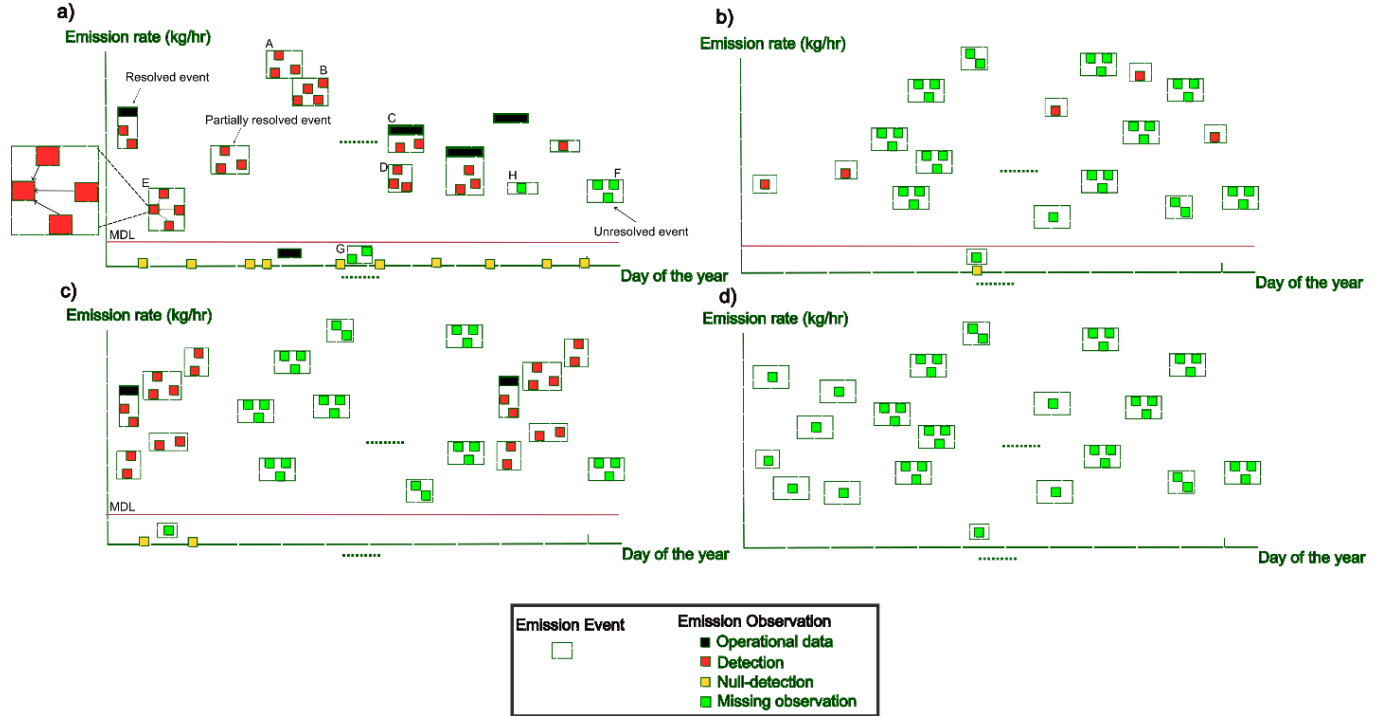 a)
Emission rate (kg/hr)
A
B
Resolved event
Partially resolved event
C
D
E
H
F
MDL
G
Unresolved event
Day of the year
b)
Emission rate (kg/hr)
Day of the year
c)
Emission rate (kg/hr)
MDL
Day of the year
d)
Emission rate (kg/hr)
Day of the year
Emission Event
Emission Observation
Operational data
Detection
Null-detection
Missing observation